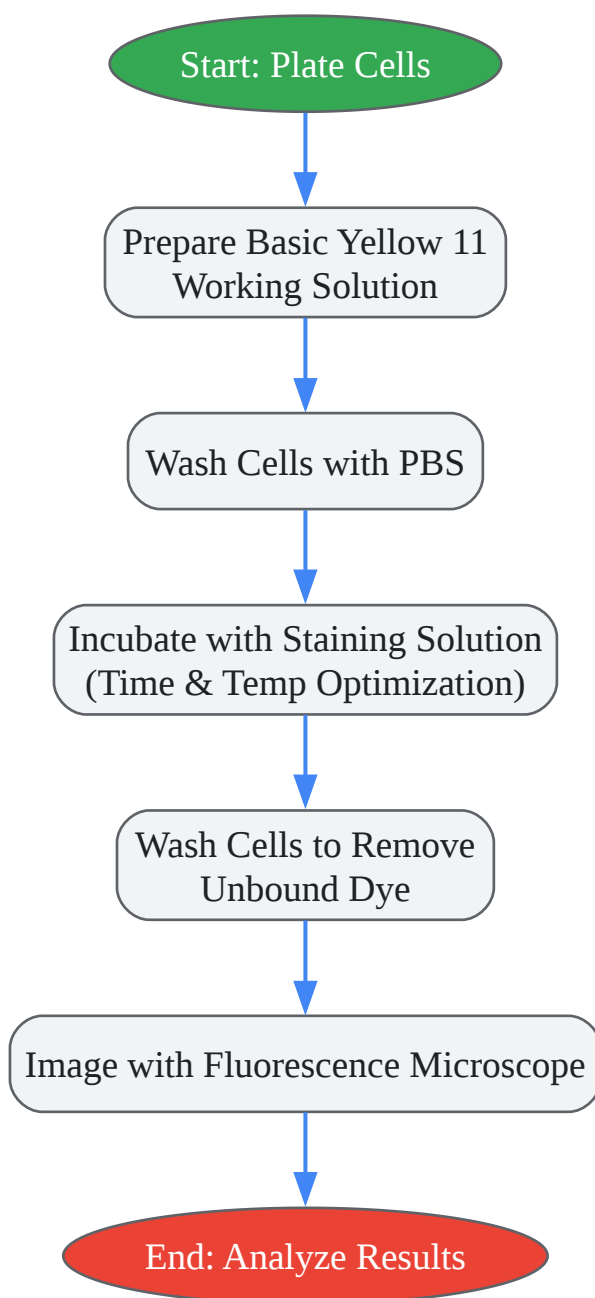 Start: Plate Cells
Prepare Basic Yellow 11
Working Solution
Wash Cells with PBS
Incubate with Staining Solution
(Time & Temp Optimization)
Wash Cells to Remove
Unbound Dye
Image with Fluorescence Microscope
End: Analyze Results